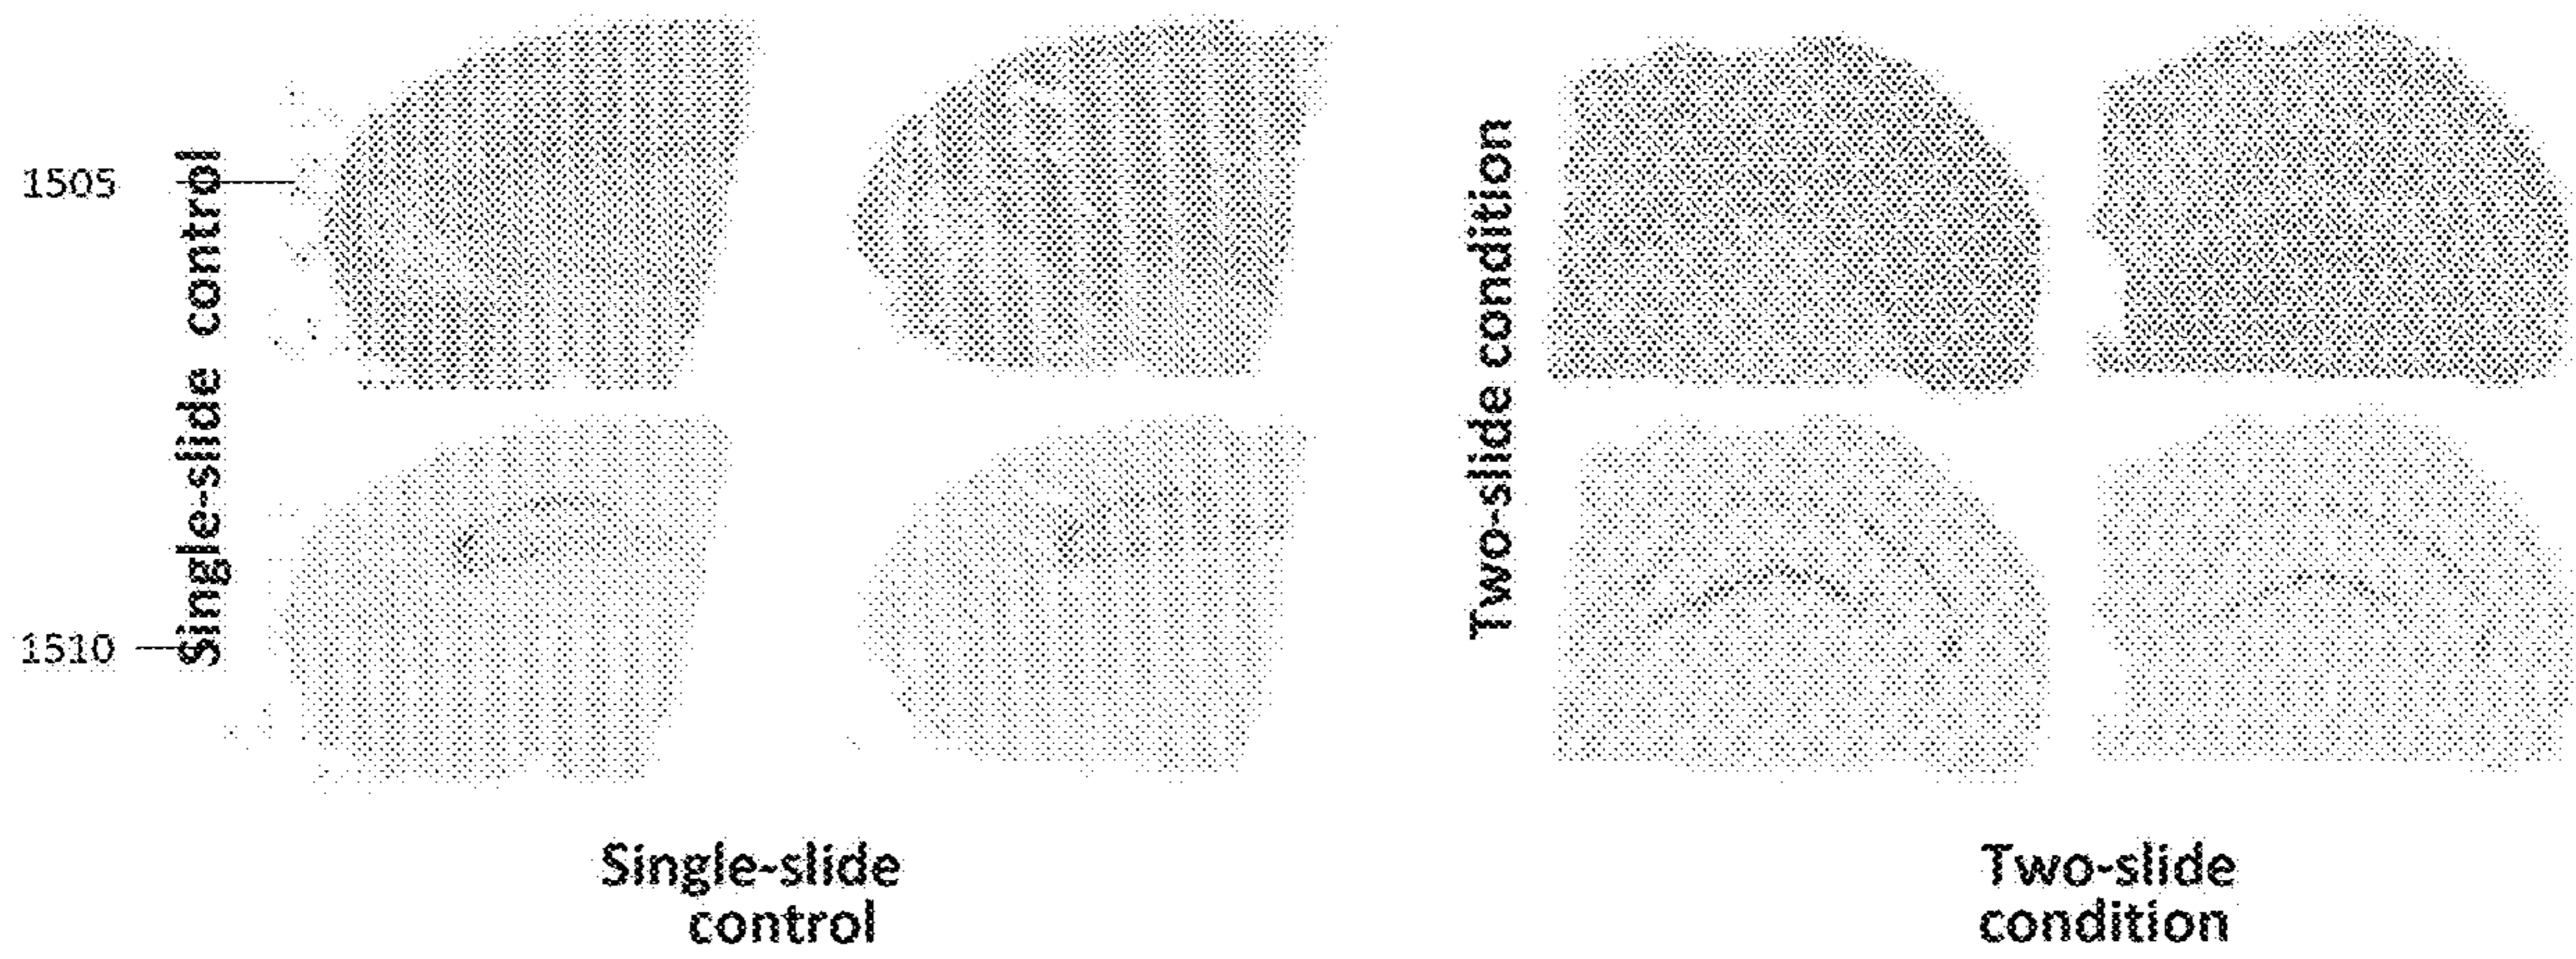 1505
Single-slide control
1510
Two-slide condition
Single-slide
control
Two-slide
condition